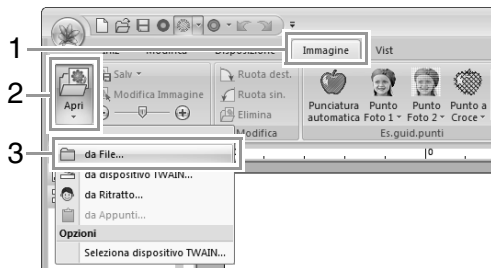 1
Modifica
Immagine
Vist
2
Apri
Salv
Modifica Immagine
Ruota dest.
Ruota sin.
Elimina
Modifica
Punciatura automatica
Punto Foto 1
Punto Foto 2
Punto a Croce
Es.guid.punti
3
da File...
da dispositivo TWAIN...
da Ritratto...
da Appunti...
Opzioni
Seleziona dispositivo TWAIN...
0